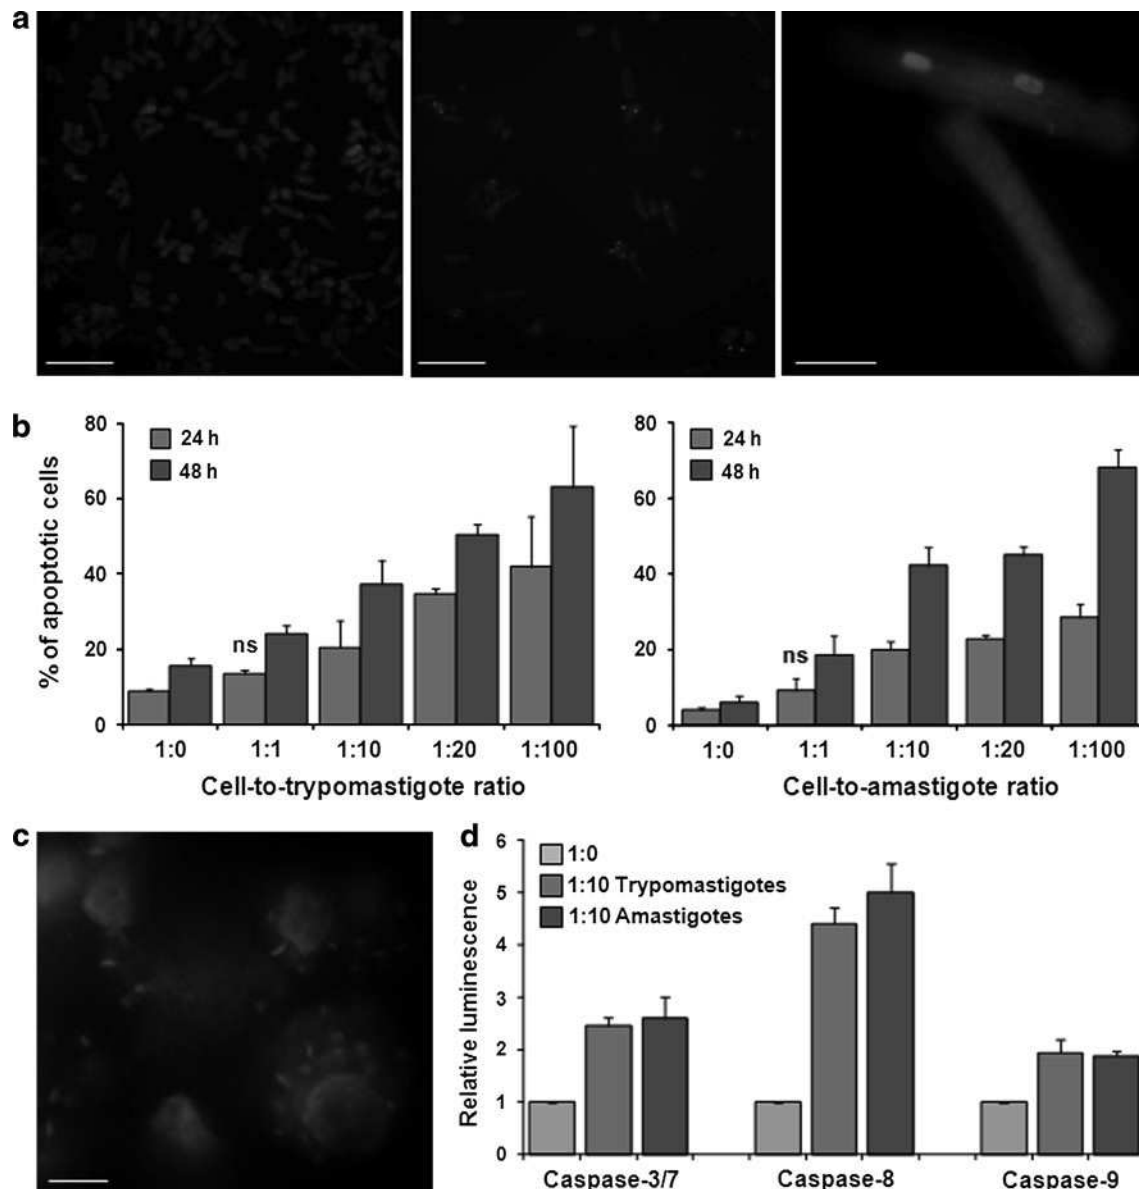 a
b
% of apoptotic cells
80
60
40
20
0
24 h
48 h
ns
1:0 1:1 1:10 1:20 1:100
Cell-to-trypomastigote ratio
80
60
40
20
0
24 h
48 h
ns
1:0 1:1 1:10 1:20 1:100
Cell-to-amastigote ratio
c
d
Relative luminescence
6
5
4
3
2
1
0
1:0
1:10 Trypomastigotes
1:10 Amastigotes
Caspase-3/7 Caspase-8 Caspase-9